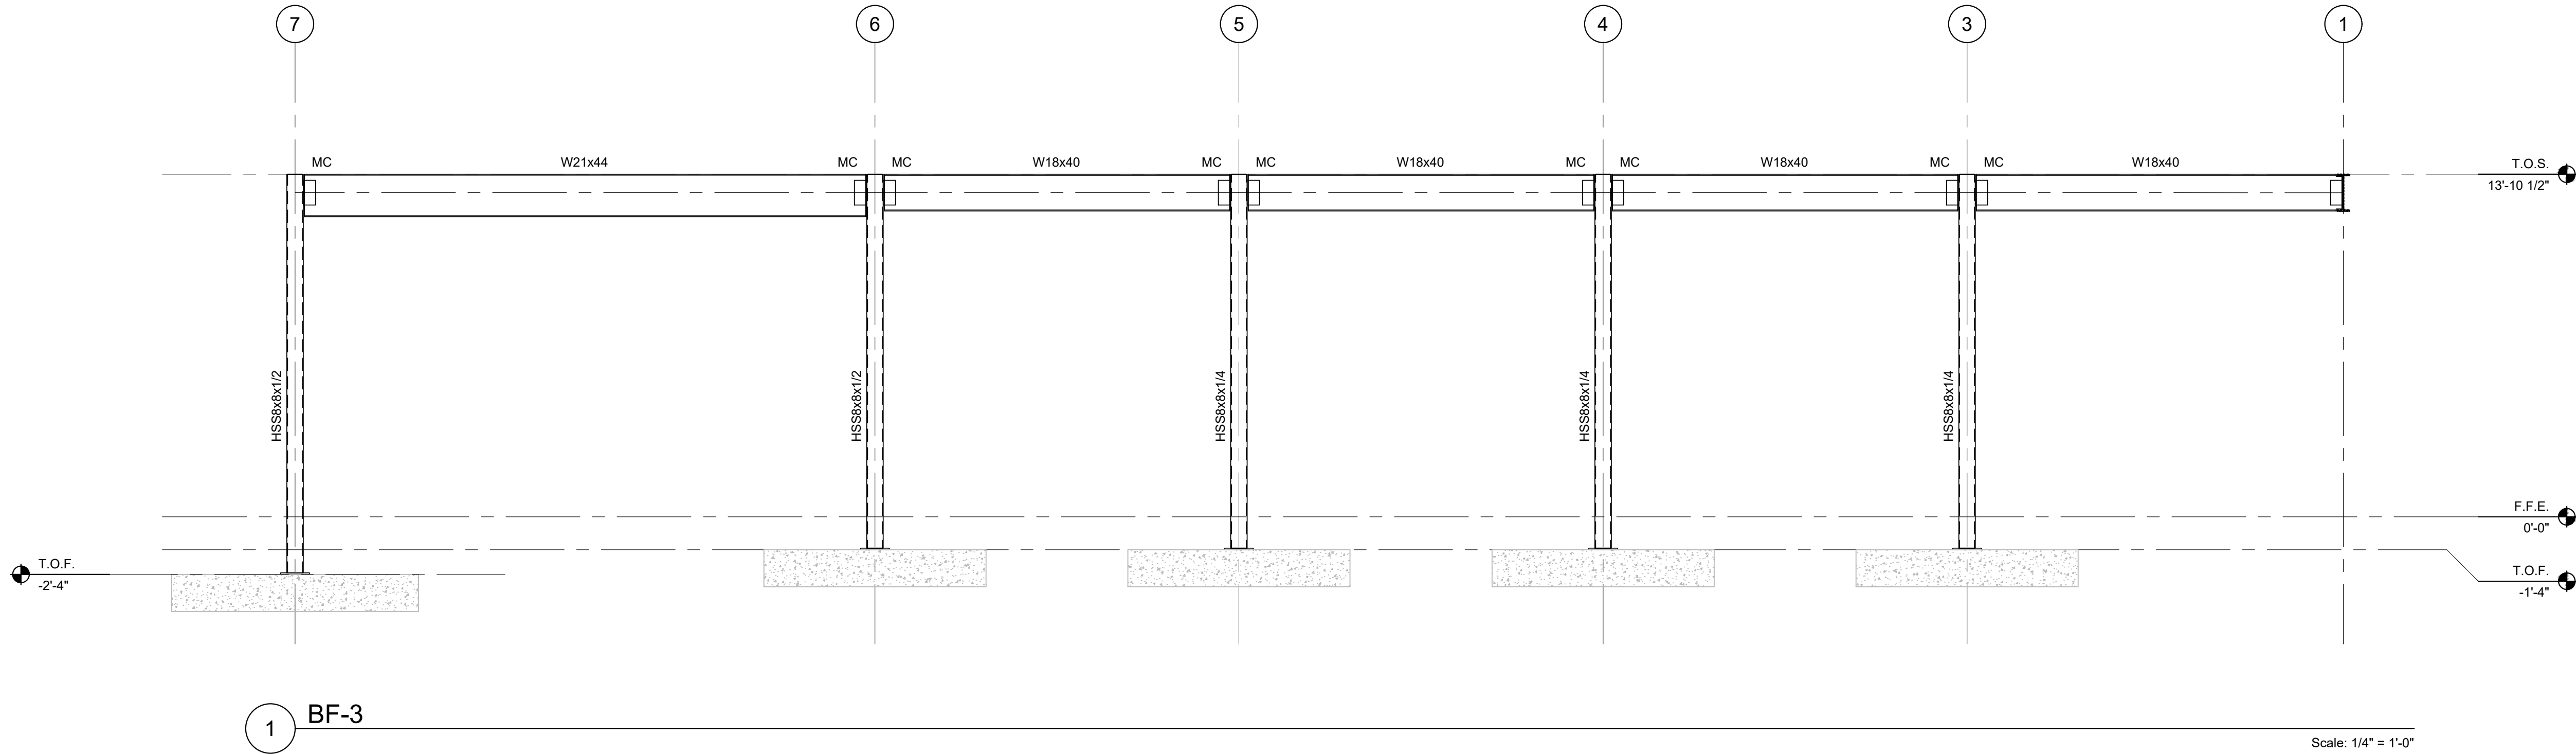 7 6 5 4 3 1
MC W21x44 MC MC W18x40 MC MC W18x40 MC MC W18x40 MC MC W18x40
T.O.S.
13'-10 1/2"
HSS8x8x1/2
HSS8x8x1/2
HSS8x8x1/4
HSS8x8x1/4
HSS8x8x1/4
F.F.E.
0'-0"
T.O.F.
-2'-4"
T.O.F.
-1'-4"
1 BF-3
Scale: 1/4" = 1'-0"